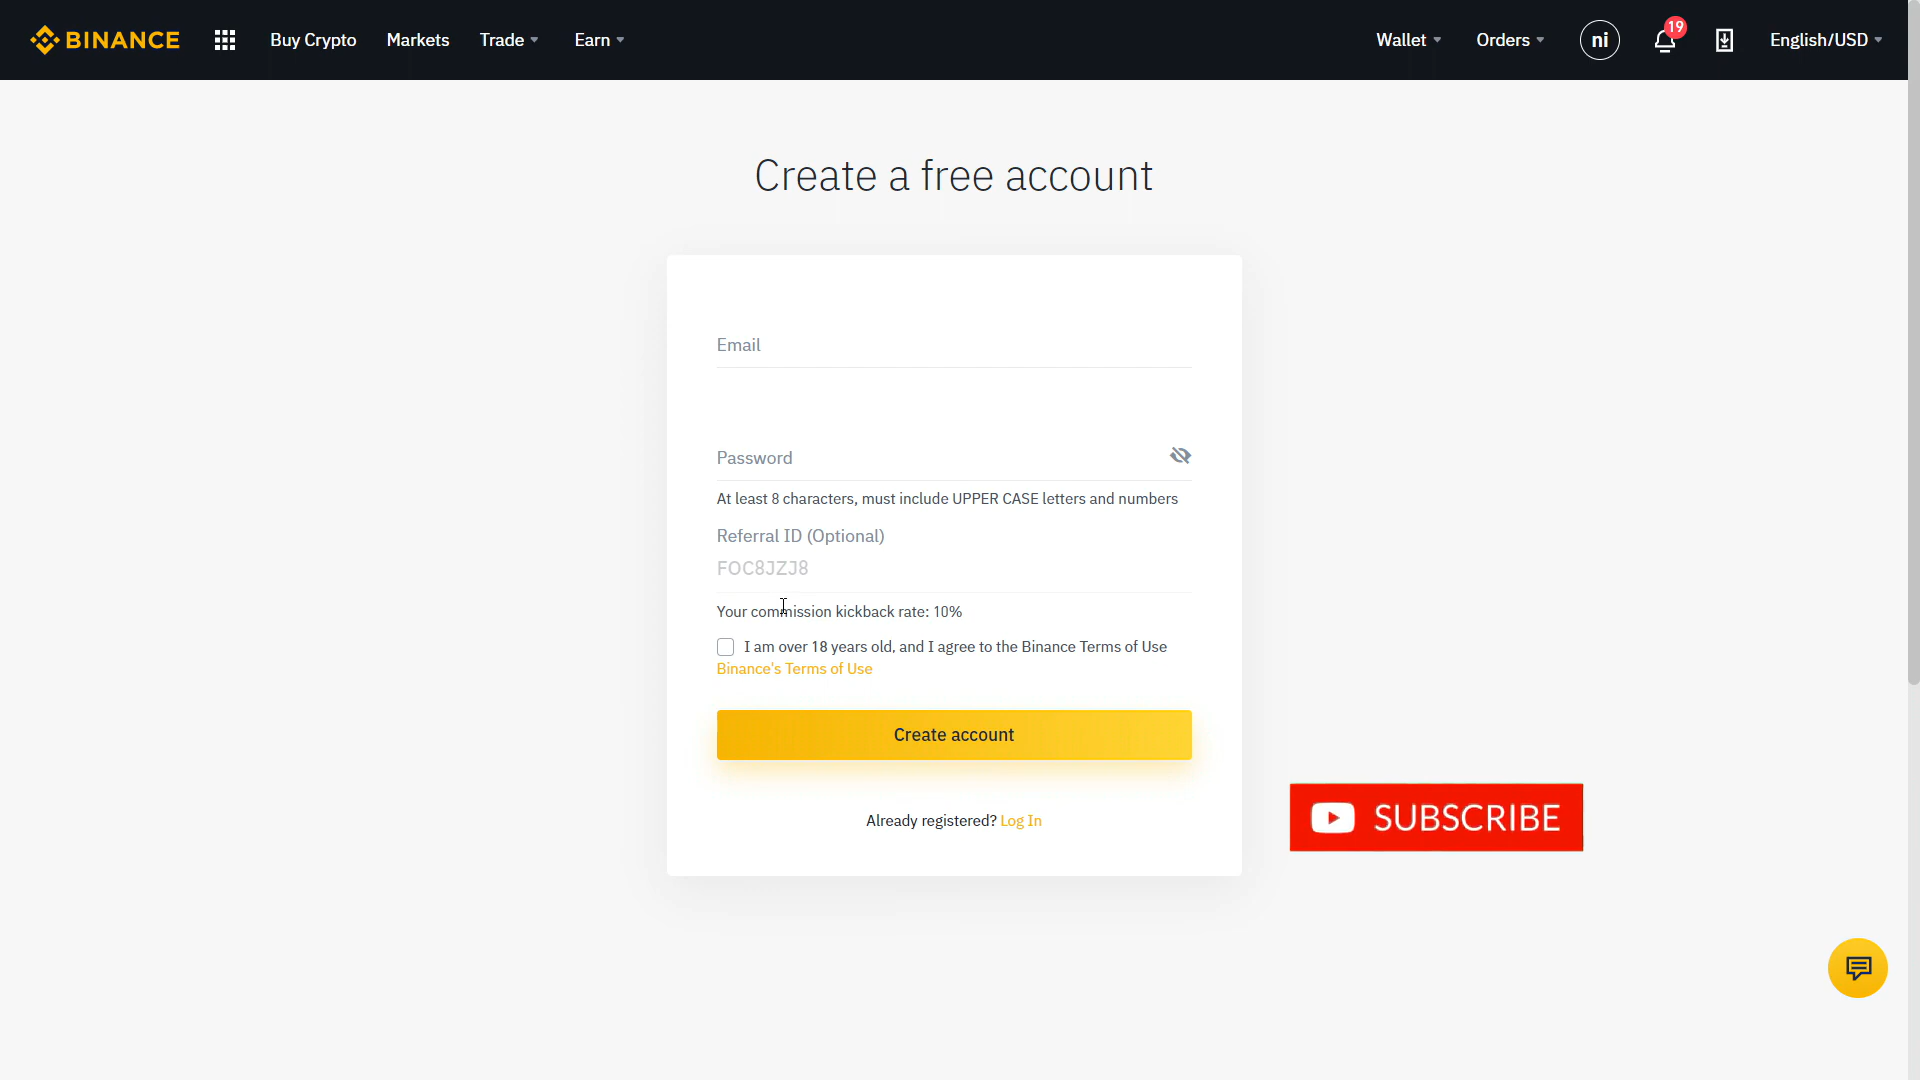 BINANCE Buy Crypto Markets Trade Earn Wallet Orders ni 19 English/USD
Create a free account
Email
Password
At least 8 characters, must include UPPER CASE letters and numbers
Referral ID (Optional)
FOC8JZJ8
Your commission kickback rate: 10%
I am over 18 years old, and I agree to the Binance Terms of Use
Binance's Terms of Use
Create account
Already registered? Log In
SUBSCRIBE